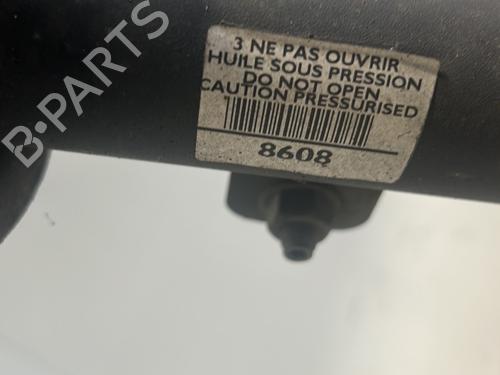 B-PARTS
3 NE PAS OUVRIR
HUILE SOUS PRESSION
DO NOT OPEN
CAUTION PRESSURISED
8608